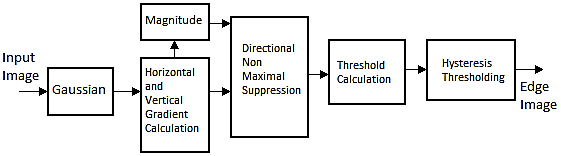 Input
Image
Gaussian
Magnitude
Horizontal
and
Vertical
Gradient
Calculation
Directional
Non
Maximal
Suppression
Threshold
Calculation
Hysteresis
Thresholding
Edge
Image